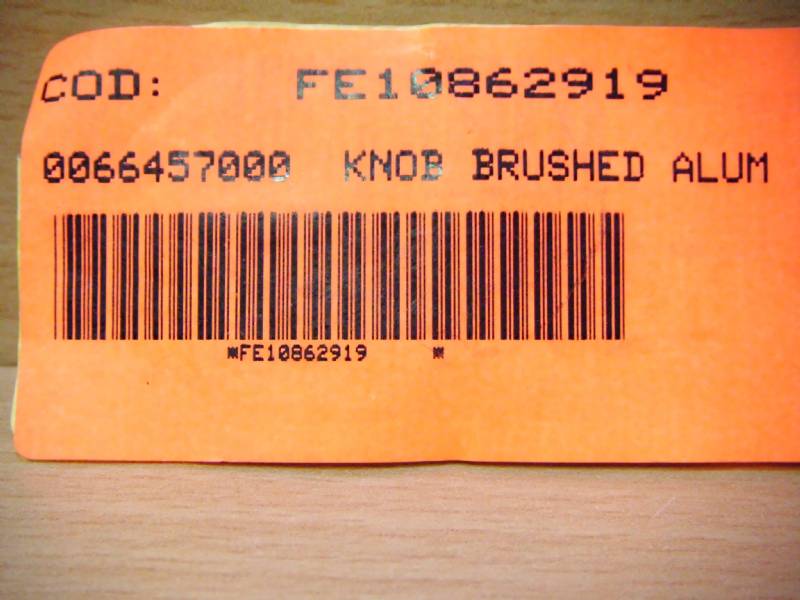 COD: FE10862919
0066457000 KNOB BRUSHED ALUM
*FE10862919 *